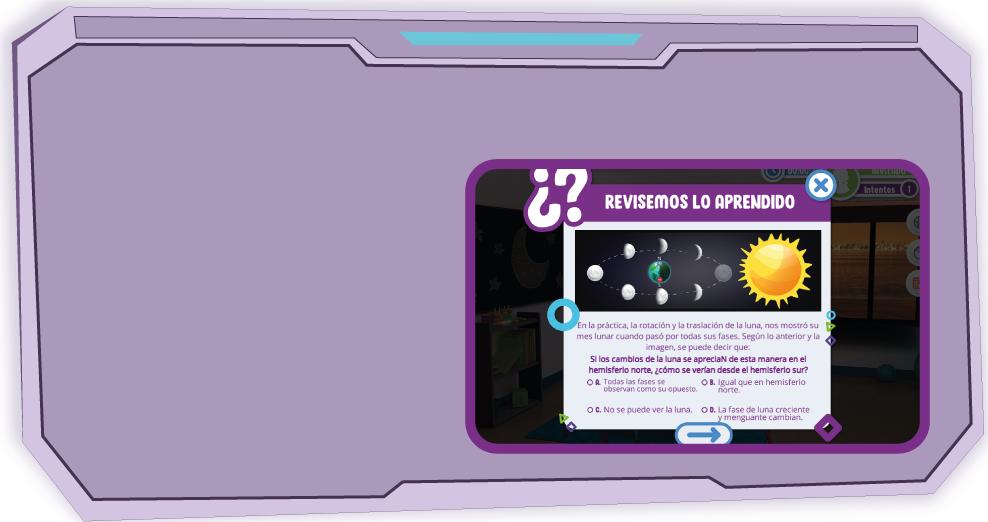 ¿?
REVISEMOS LO APRENDIDO
Intentos 1
N
En la práctica, la rotación y la traslación de la luna, nos mostró su
mes lunar cuando pasó por todas sus fases. Según lo anterior y la
imagen, se puede decir que:
Si los cambios de la luna se apreciaN de esta manera en el
hemisferio norte, ¿cómo se verían desde el hemisferio sur?
A. Todas las fases se
observan como su opuesto.
B. Igual que en hemisferio
norte.
C. No se puede ver la luna.
D. La fase de luna creciente
y menguante cambian.